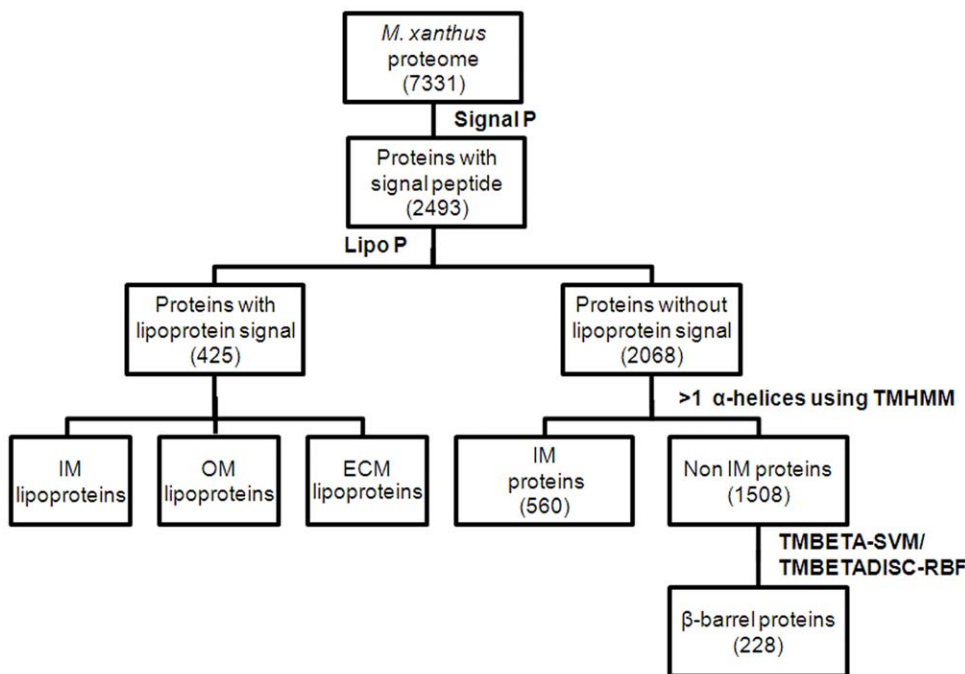 M. xanthus
proteome
(7331)
Signal P
Proteins with
signal peptide
(2493)
Lipo P
Proteins with
lipoprotein signal
(425)
Proteins without
lipoprotein signal
(2068)
>1 α-helices using TMHMM
IM
lipoproteins
OM
lipoproteins
ECM
lipoproteins
IM
proteins
(560)
Non IM proteins
(1508)
TMBETA-SVM/
TMBETADISC-RBF
β-barrel proteins
(228)